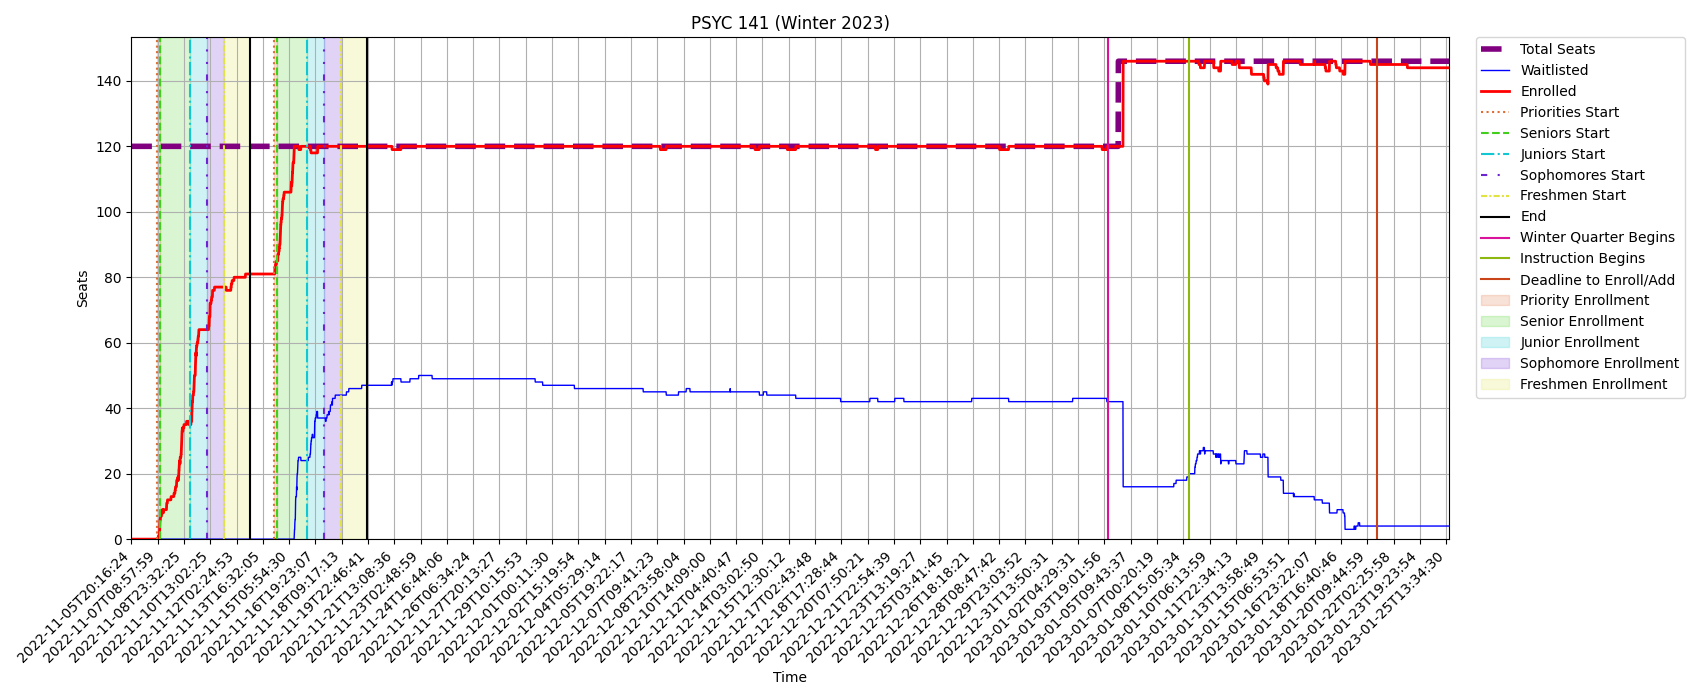 PSYC 141 (Winter 2023)
Seats
140
120
100
80
60
40
20
0
2022-11-05T20:16:24
2022-11-07T08:57:59
2022-11-08T23:32:25
2022-11-10T13:02:25
2022-11-12T02:24:53
2022-11-13T16:32:05
2022-11-15T05:54:30
2022-11-16T19:23:07
2022-11-18T09:17:13
2022-11-19T22:46:41
2022-11-21T13:08:36
2022-11-23T02:48:59
2022-11-24T16:44:06
2022-11-26T06:34:24
2022-11-27T20:13:27
2022-11-29T10:15:53
2022-12-01T00:11:30
2022-12-02T15:19:54
2022-12-04T05:29:14
2022-12-05T19:22:17
2022-12-07T09:41:23
2022-12-08T23:58:04
2022-12-10T14:09:00
2022-12-12T04:40:47
2022-12-14T03:02:50
2022-12-15T12:30:12
2022-12-17T02:43:48
2022-12-18T17:28:44
2022-12-20T07:50:21
2022-12-21T22:54:39
2022-12-23T13:19:27
2022-12-25T03:41:45
2022-12-26T18:18:21
2022-12-28T08:47:42
2022-12-29T23:03:52
2022-12-31T13:50:31
2023-01-02T04:29:31
2023-01-03T19:01:56
2023-01-05T09:43:37
2023-01-07T00:20:19
2023-01-08T15:05:34
2023-01-10T06:13:59
2023-01-11T22:34:13
2023-01-13T13:58:49
2023-01-15T06:53:51
2023-01-16T23:22:07
2023-01-18T16:40:46
2023-01-20T09:44:59
2023-01-22T02:25:58
2023-01-23T19:23:54
2023-01-25T13:34:30
Time
Total Seats
Waitlisted
Enrolled
Priorities Start
Seniors Start
Juniors Start
Sophomores Start
Freshmen Start
End
Winter Quarter Begins
Instruction Begins
Deadline to Enroll/Add
Priority Enrollment
Senior Enrollment
Junior Enrollment
Sophomore Enrollment
Freshmen Enrollment